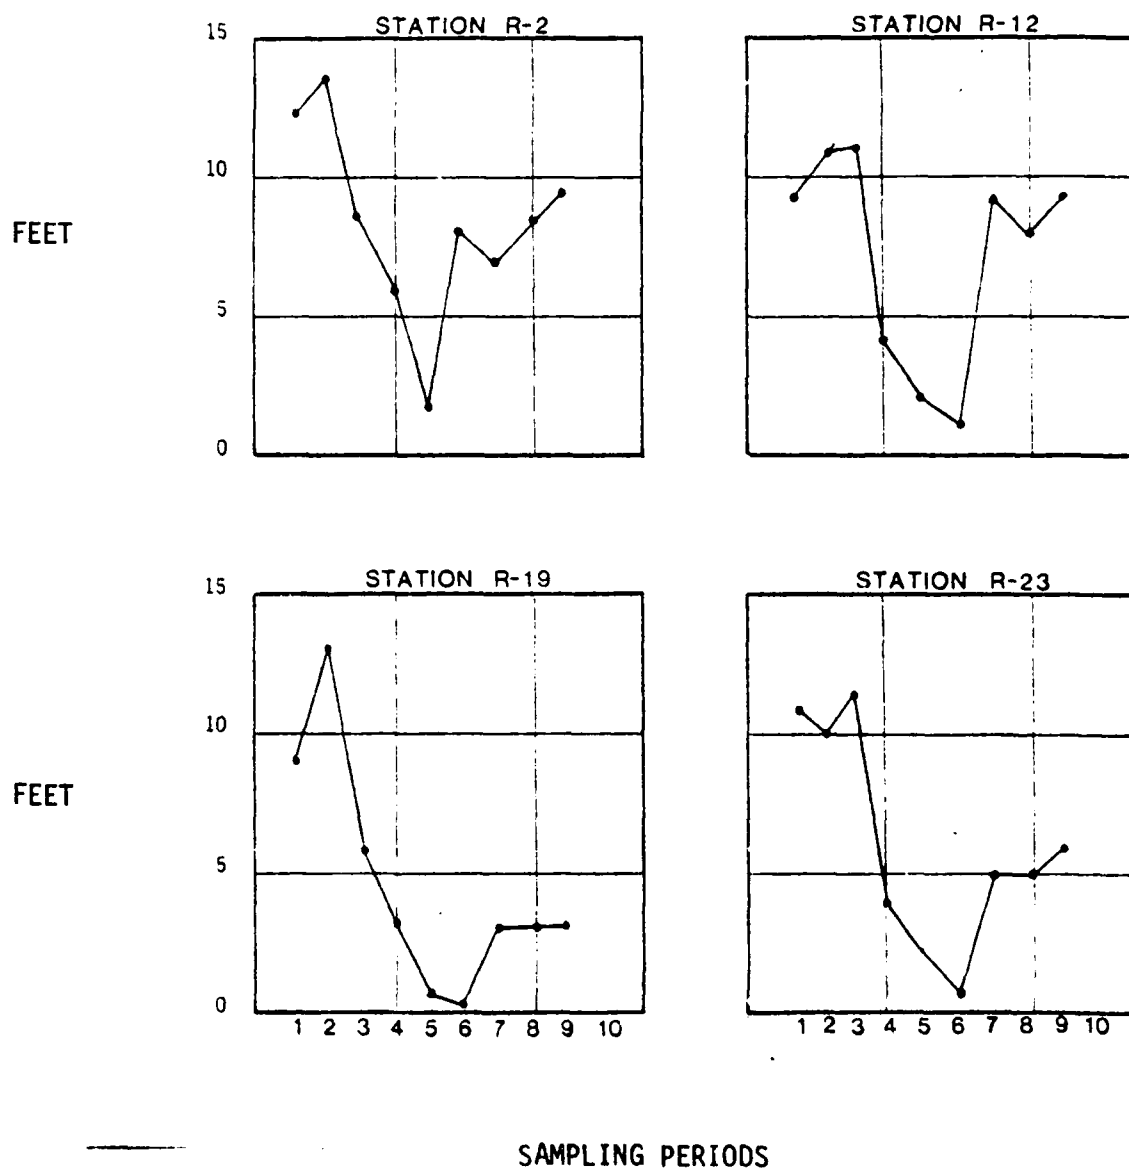 STATION R-2
STATION R-12
15
10
FEET
5
0
STATION R-19
STATION R-23
15
10
FEET
5
0
1 2 3 4 5 6 7 8 9 10
1 2 3 4 5 6 7 8 9 10
SAMPLING PERIODS